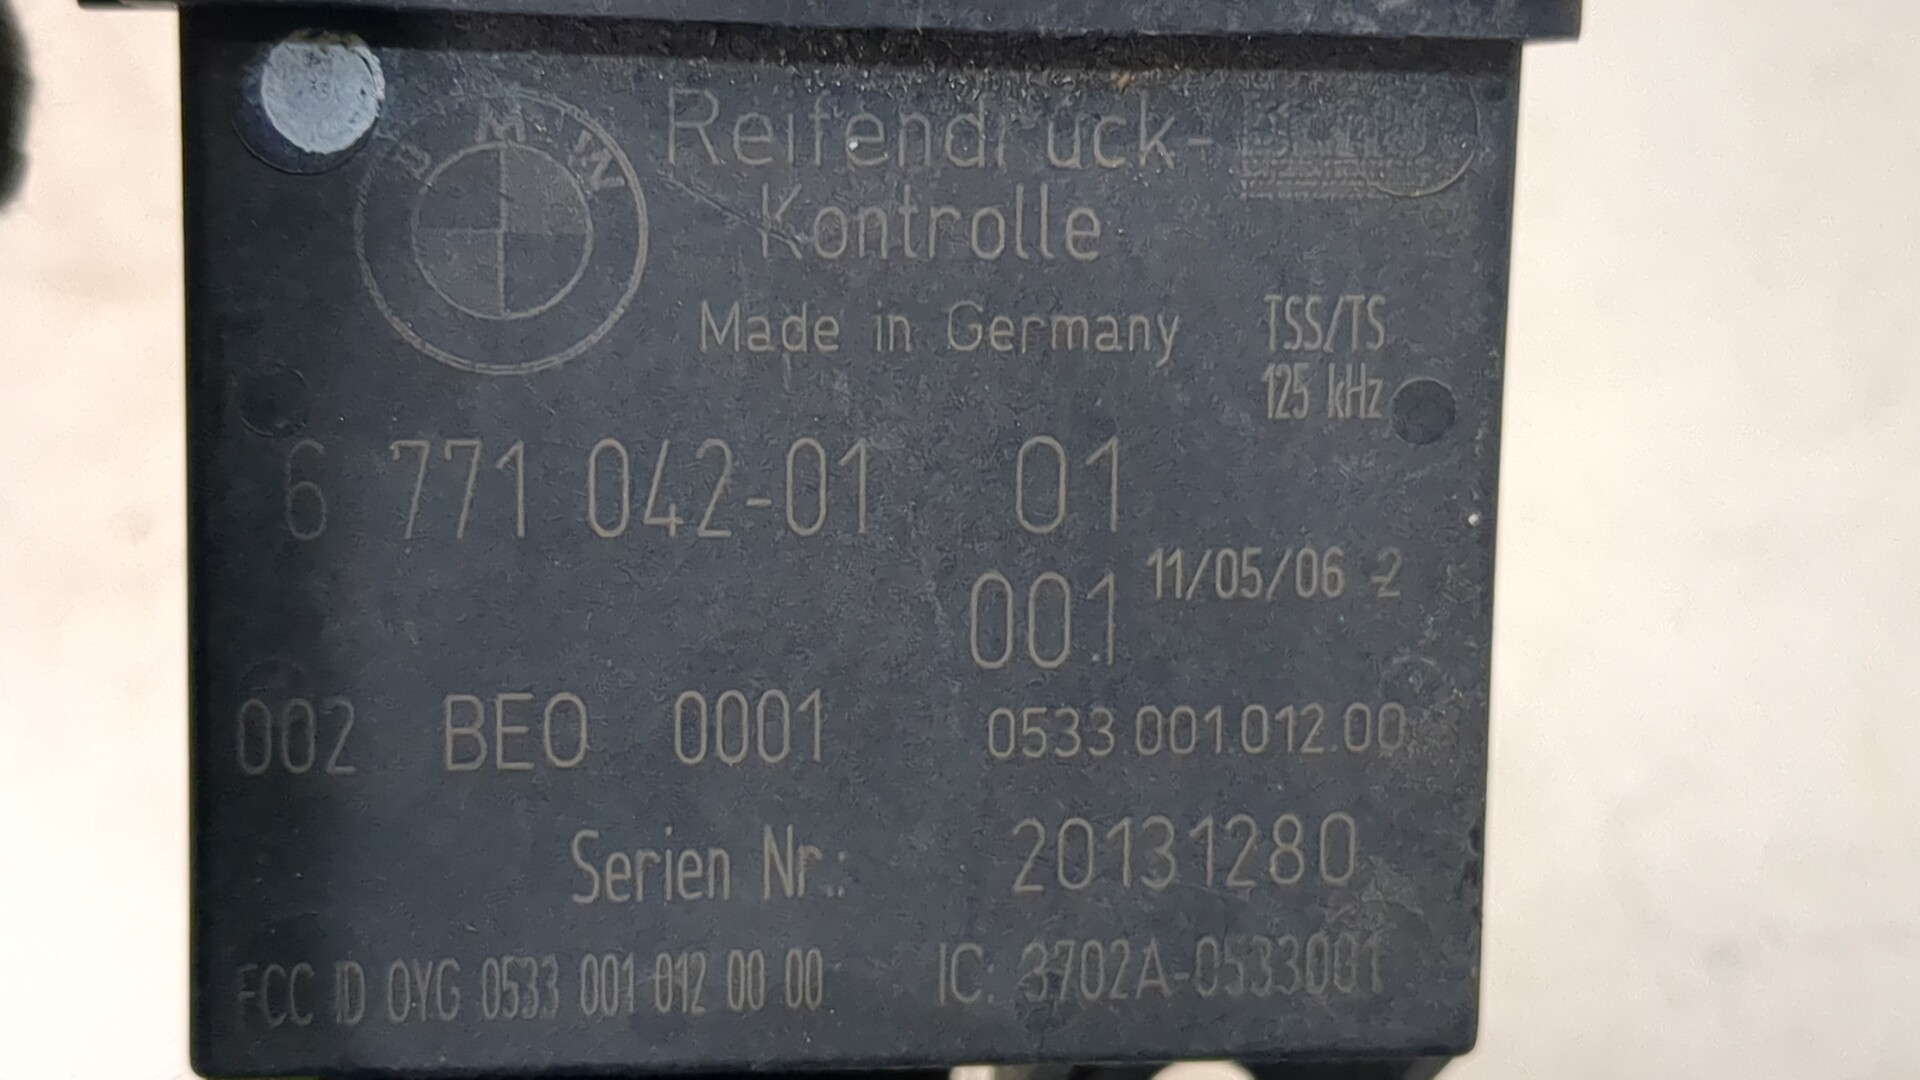 BMW
Reifendruck-
Kontrolle
Made in Germany
TSS/TS
125 kHz
6 771 042-01 01
001 11/05/06 -2
002 BE0 0001 0533.001.012.00
Serien Nr.: 20131280
FCC ID OYG 0533 001 012 00 00 IC: 3702A-0533001